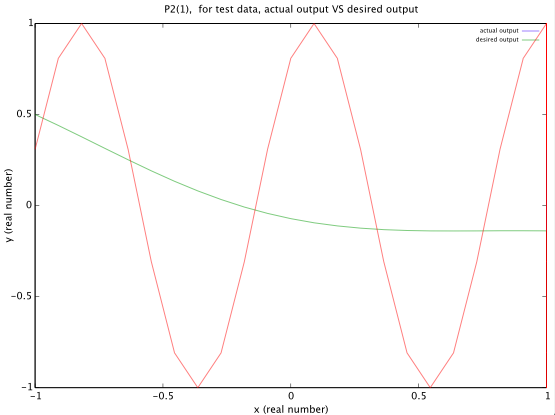 P2(1), for test data, actual output VS desired output
actual output
desired output
1
0.5
0
-0.5
-1
y (real number)
-1
-0.5
0
0.5
1
x (real number)